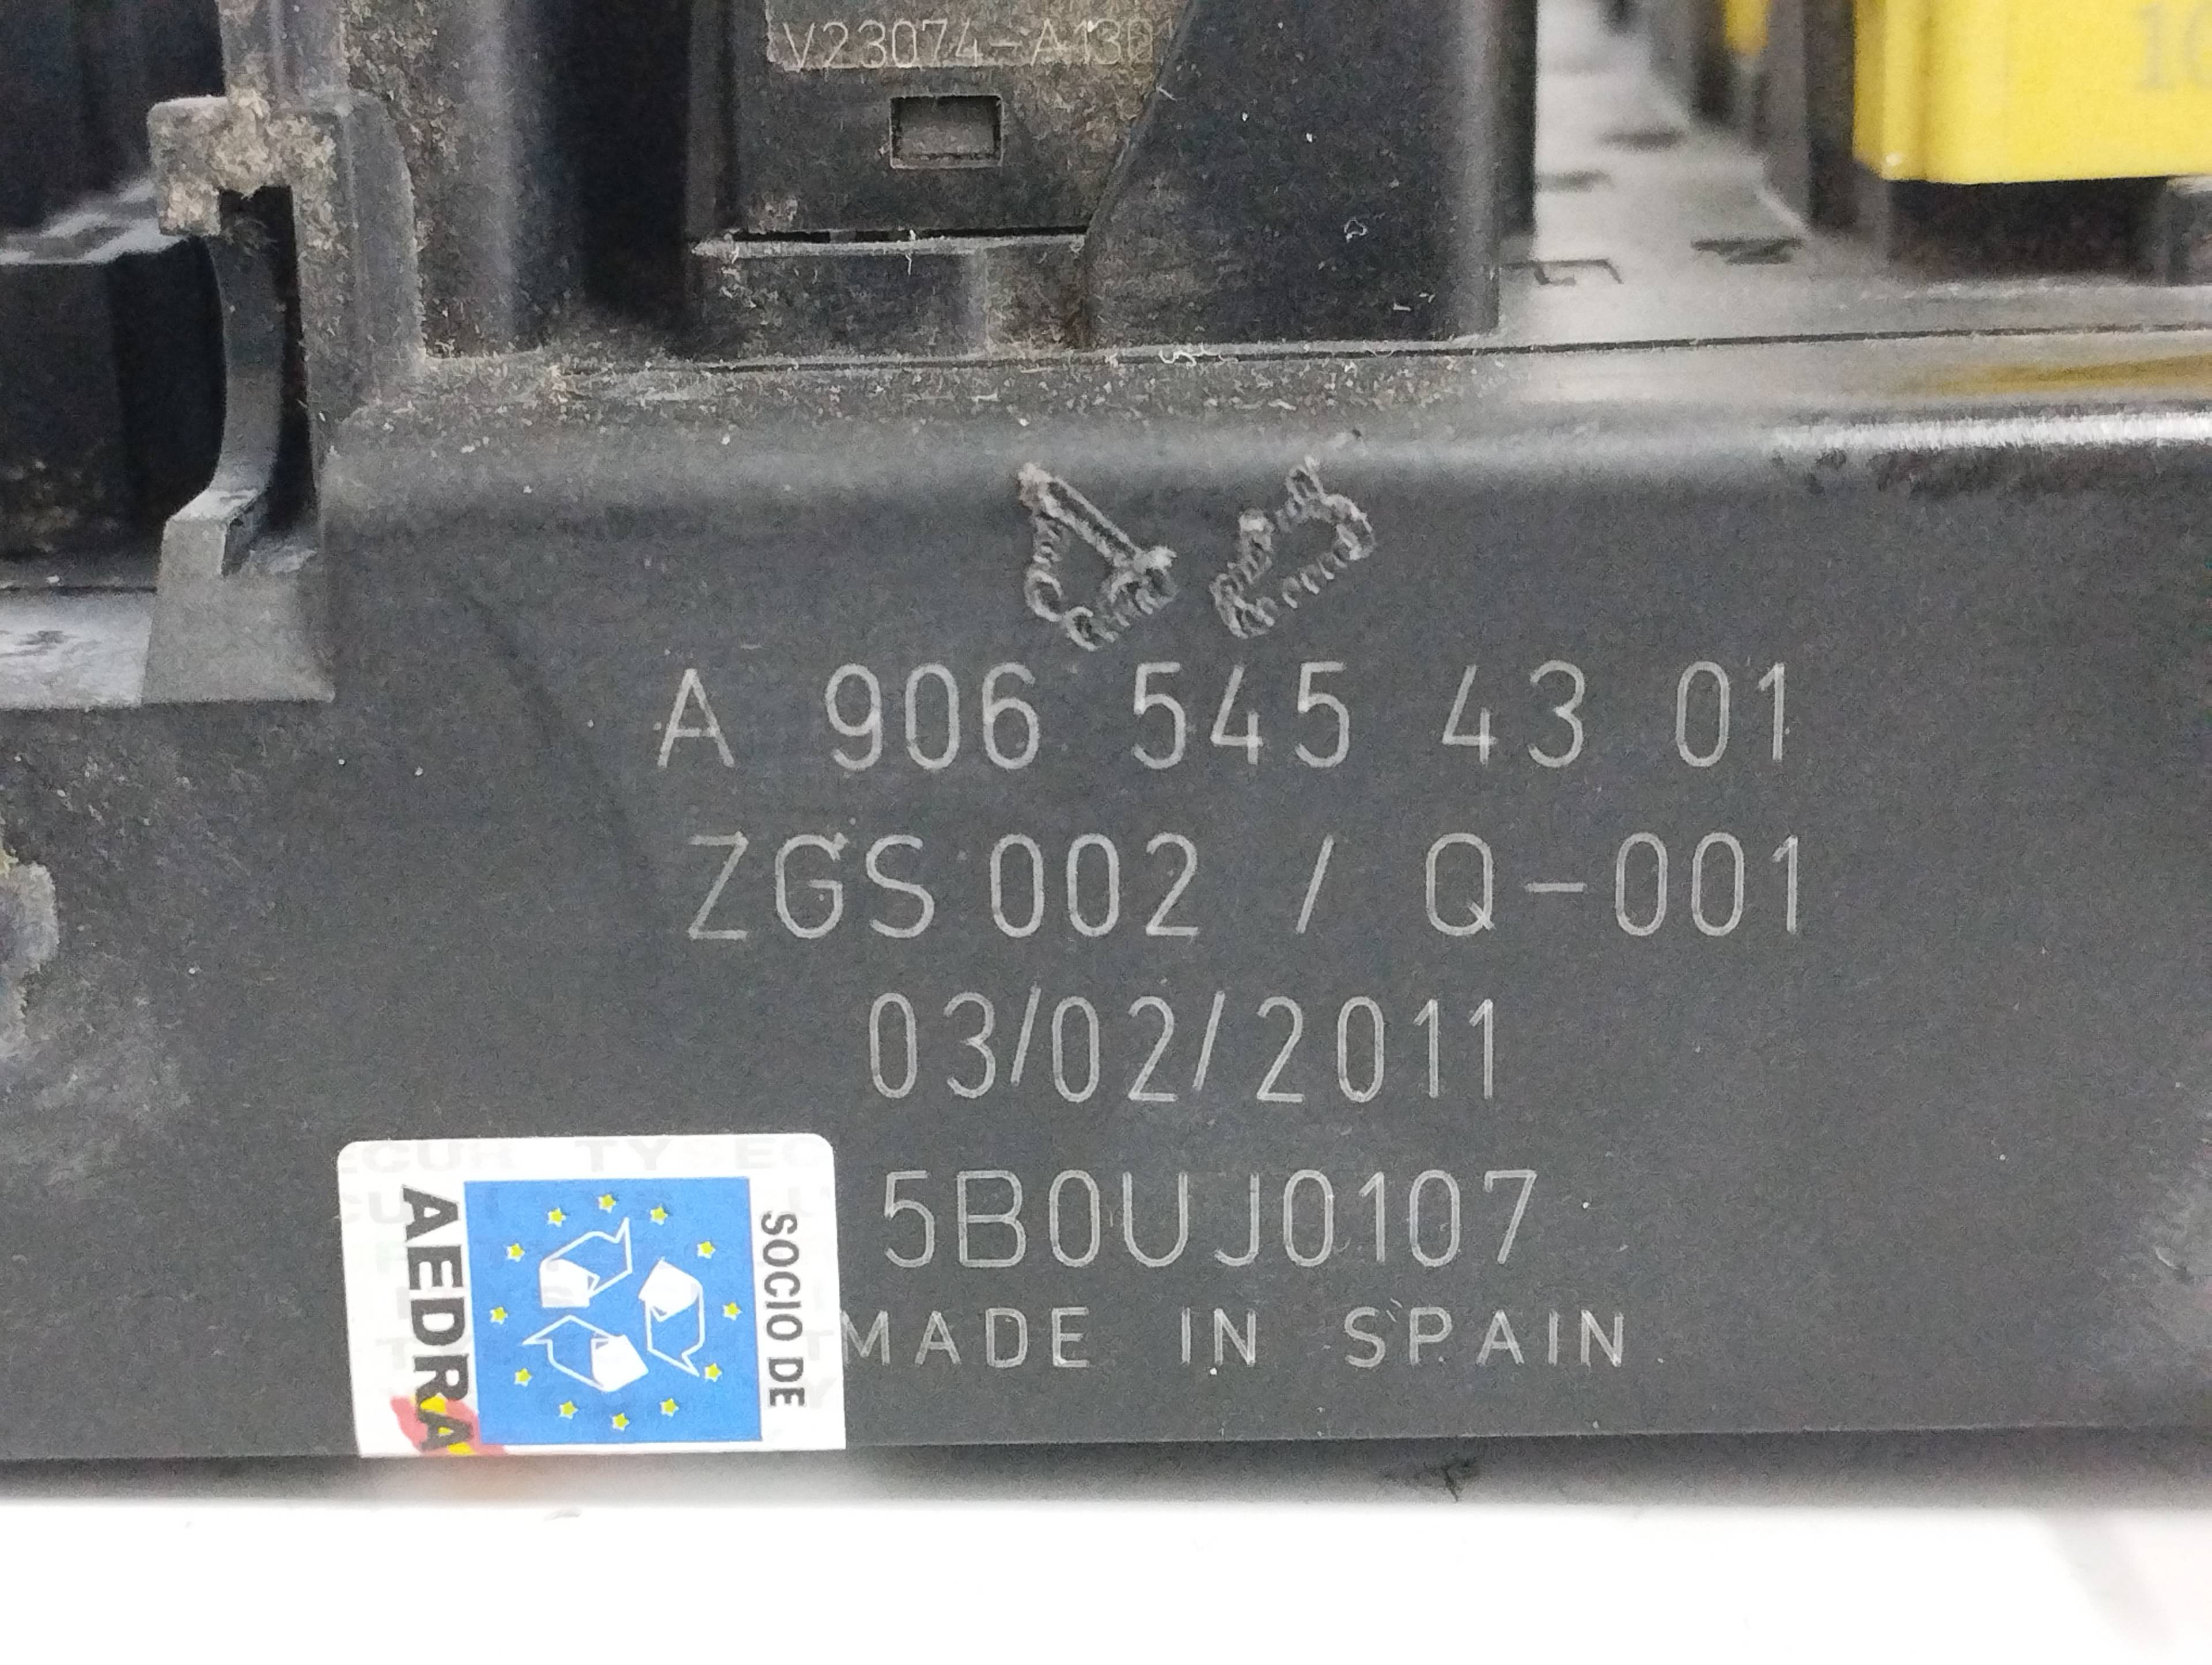 V23074-A130
A 906 545 43 01
ZGS 002 / Q-001
03/02/2011
5B0UJ0107
MADE IN SPAIN
SOCIO DE
AEDRA